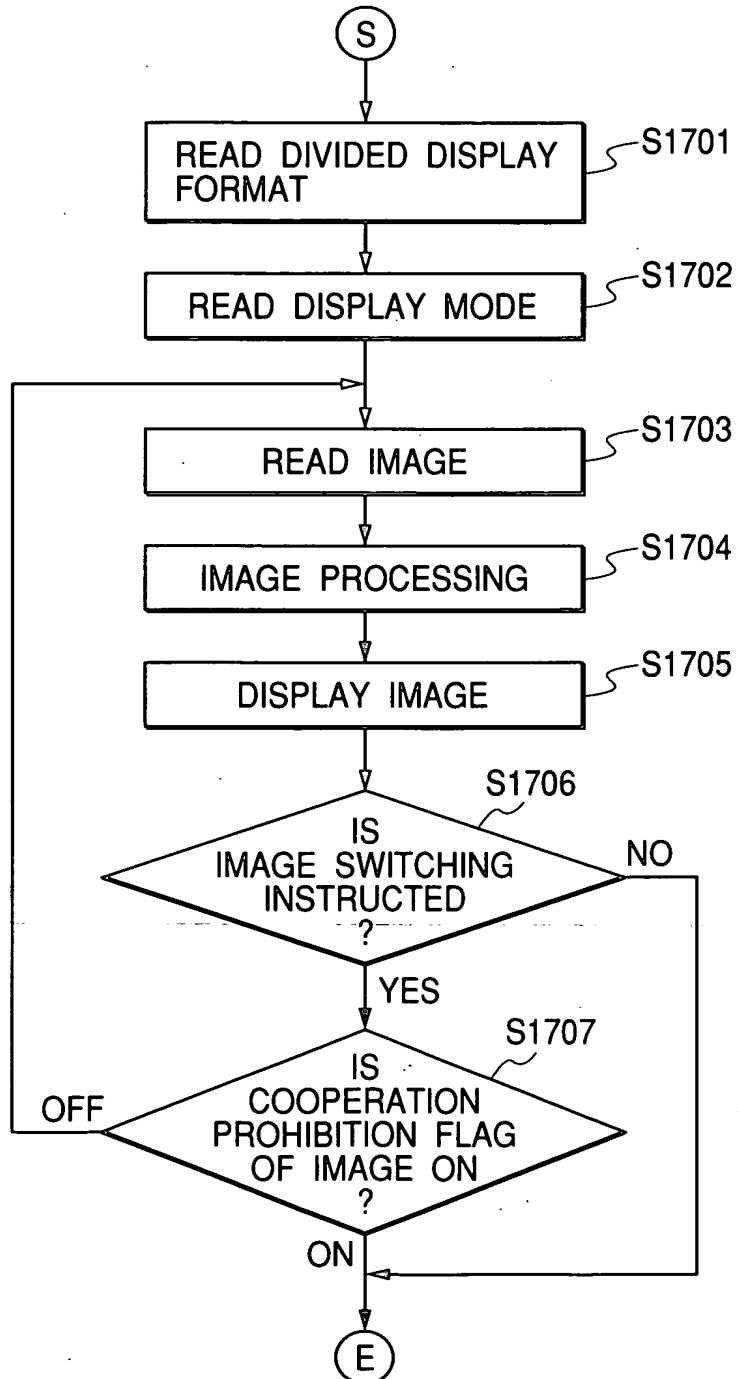 S
READ DIVIDED DISPLAY
FORMAT
S1701
READ DISPLAY MODE
S1702
READ IMAGE
S1703
IMAGE PROCESSING
S1704
DISPLAY IMAGE
S1705
S1706
IS
IMAGE SWITCHING
INSTRUCTED
?
NO
YES
S1707
IS
COOPERATION
PROHIBITION FLAG
OF IMAGE ON
?
OFF
ON
E